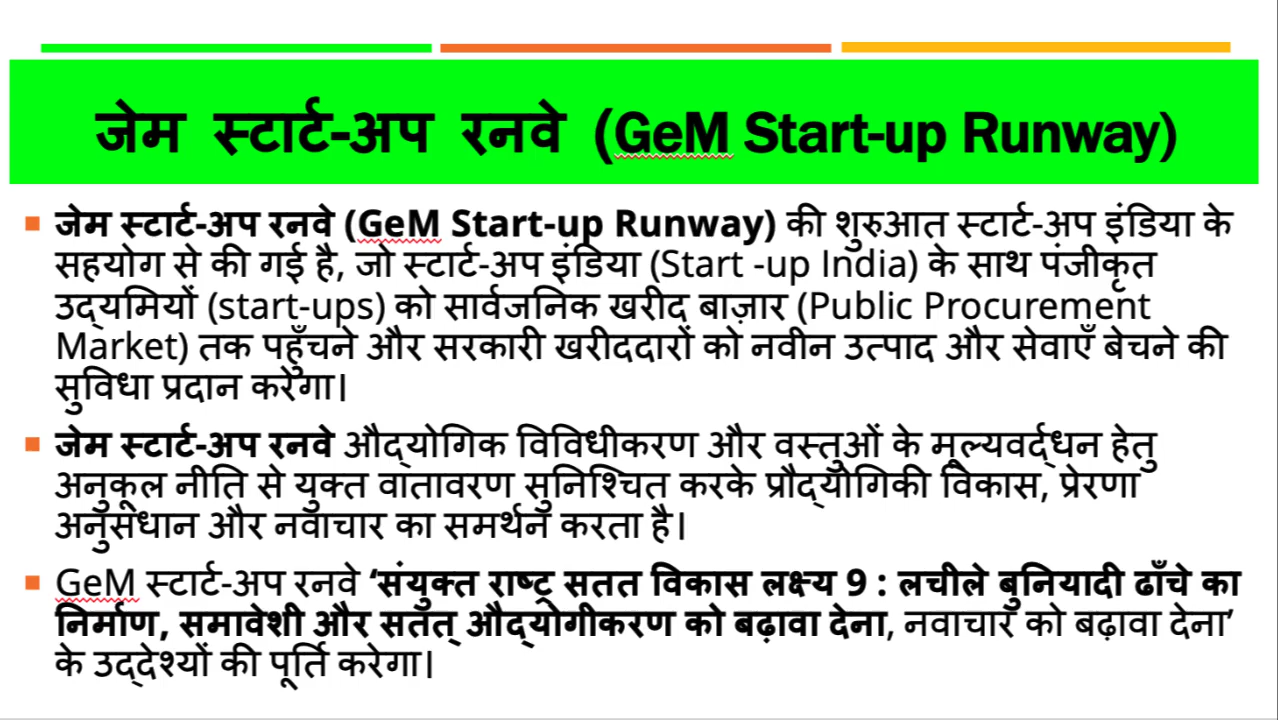 जेम स्टार्ट-अप रनवे (GeM Start-up Runway)
जेम स्टार्ट-अप रनवे (GeM Start-up Runway) की शुरुआत स्टार्ट-अप इंडिया के
सहयोग से की गई है, जो स्टार्ट-अप इंडिया (Start -up India) के साथ पंजीकृत
उद्यमियों (start-ups) को सार्वजनिक खरीद बाज़ार (Public Procurement
Market) तक पहुँचने और सरकारी खरीददारों को नवीन उत्पाद और सेवाएँ बेचने की
सुविधा प्रदान करेगा।
जेम स्टार्ट-अप रनवे औद्योगिक विविधीकरण और वस्तुओं के मूल्यवर्द्धन हेतु
अनुकूल नीति से युक्त वातावरण सुनिश्चित करके प्रौद्योगिकी विकास, प्रेरणा
अनुसंधान और नवाचार का समर्थन करता है।
GeM स्टार्ट-अप रनवे ‘संयुक्त राष्ट्र सतत विकास लक्ष्य 9 : लचीले बुनियादी ढाँचे का
निर्माण, समावेशी और सतत् औद्योगीकरण को बढ़ावा देना, नवाचार को बढ़ावा देना’
के उद्देश्यों की पूर्ति करेगा।